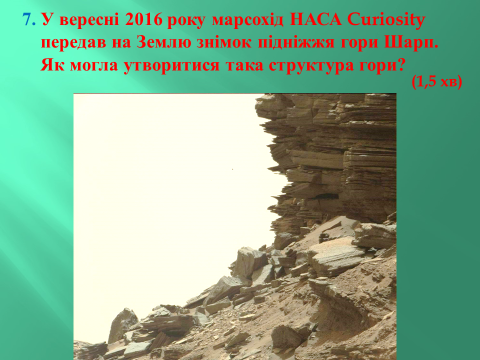 7. У вересні 2016 року марсохід НАСА Curiosity
передав на Землю знімок підніжжя гори Шарп.
Як могла утворитися така структура гори?
(1,5 хв)